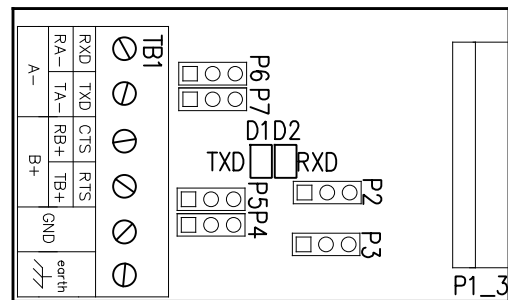 A-
RA-
RXD
TA-
TXD
B+
RB+
CTS
TB+
RTS
GND
earth
TB1
P6
P7
D1 D2
TXD
RXD
P5
P4
P2
P3
P1_3